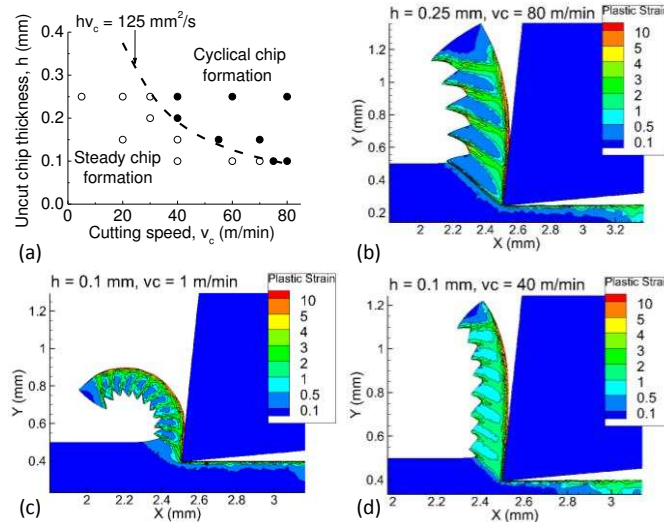 hv_c = 125 mm²/s
Uncut chip thickness, h (mm)
0.4
0.3
0.2
0.1
0.0
Cyclical chip
formation
Steady chip
formation
0 20 40 60 80
Cutting speed, v_c (m/min)
(a)
h = 0.25 mm, vc = 80 m/min
Plastic Strain
10
5
4
3
2
1
0.5
0.1
Y (mm)
1.2
1
0.8
0.6
0.4
0.2
2 2.2 2.4 2.6 2.8 3 3.2
X (mm)
(b)
h = 0.1 mm, vc = 1 m/min
Plastic Strain
10
5
4
3
2
1
0.5
0.1
Y (mm)
1.2
1
0.8
0.6
0.4
2 2.2 2.4 2.6 2.8 3
X (mm)
(c)
h = 0.1 mm, vc = 40 m/min
Plastic Strain
10
5
4
3
2
1
0.5
0.1
Y (mm)
1.2
1
0.8
0.6
0.4
2 2.2 2.4 2.6 2.8 3
X (mm)
(d)